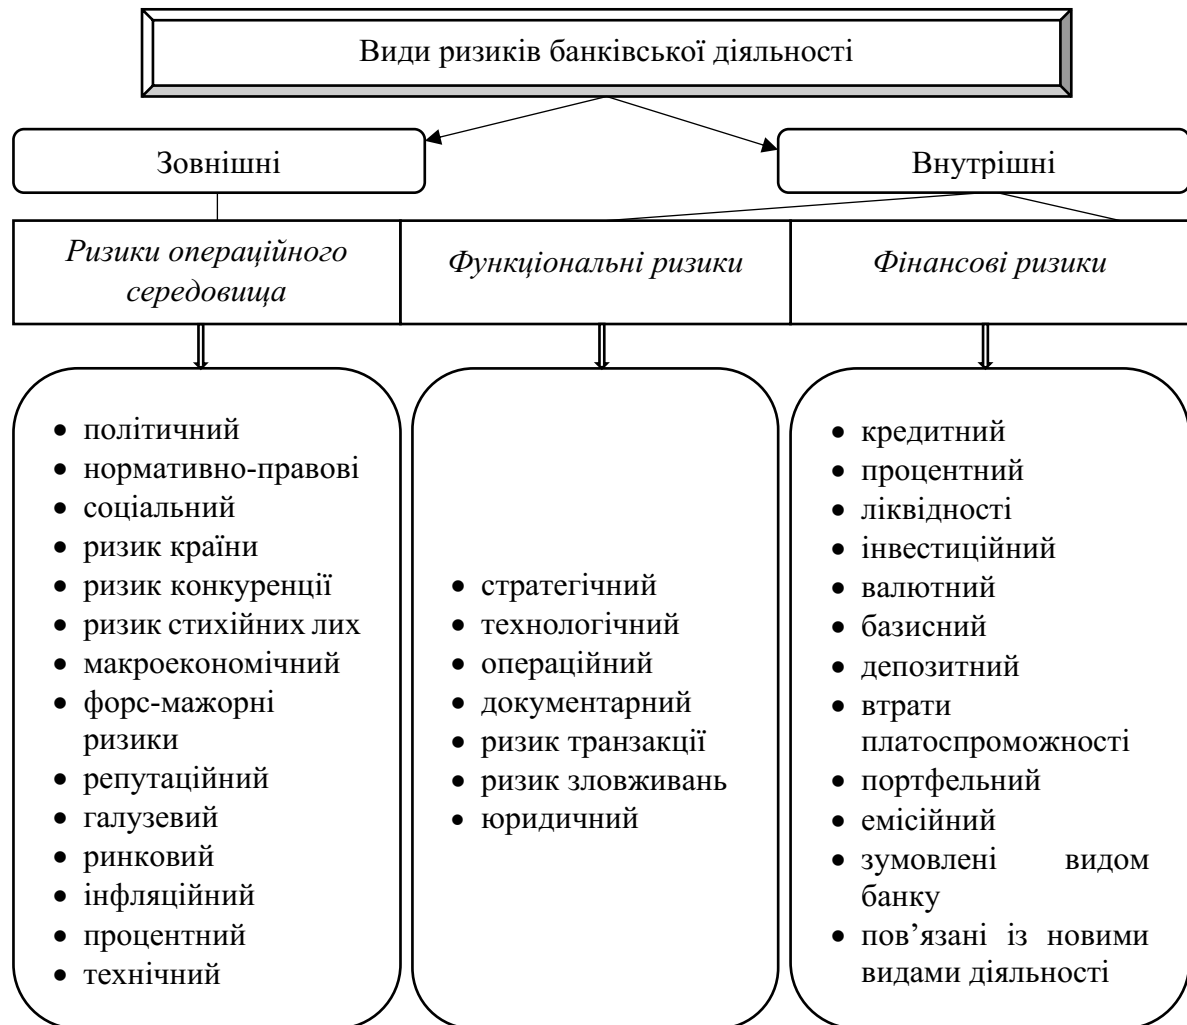 Види ризиків банківської діяльності
Зовнішні
Внутрішні
Ризики операційного
середовища
Функціональні ризики
Фінансові ризики
• політичний
• нормативно-правові
• соціальний
• ризик країни
• ризик конкуренції
• ризик стихійних лих
• макроекономічний
• форс-мажорні
ризики
• репутаційний
• галузевий
• ринковий
• інфляційний
• процентний
• технічний
• стратегічний
• технологічний
• операційний
• документарний
• ризик транзакції
• ризик зловживань
• юридичний
• кредитний
• процентний
• ліквідності
• інвестиційний
• валютний
• базисний
• депозитний
• втрати
платоспроможності
• портфельний
• емісійний
• зумовлені видом
банку
• пов’язані із новими
видами діяльності